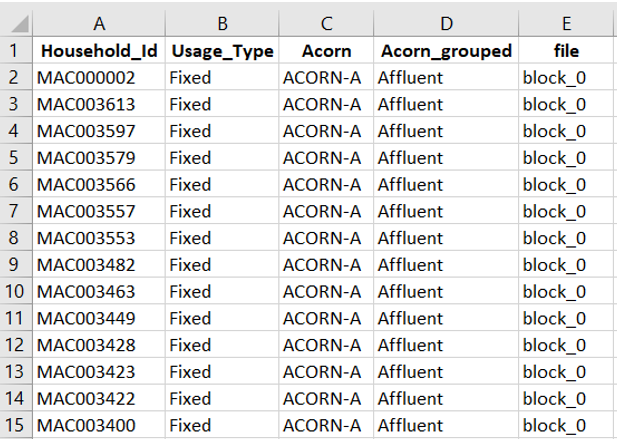 A B C D E
1 Household_Id Usage_Type Acorn Acorn_grouped file
2 MAC000002 Fixed ACORN-A Affluent block_0
3 MAC003613 Fixed ACORN-A Affluent block_0
4 MAC003597 Fixed ACORN-A Affluent block_0
5 MAC003579 Fixed ACORN-A Affluent block_0
6 MAC003566 Fixed ACORN-A Affluent block_0
7 MAC003557 Fixed ACORN-A Affluent block_0
8 MAC003553 Fixed ACORN-A Affluent block_0
9 MAC003482 Fixed ACORN-A Affluent block_0
10 MAC003463 Fixed ACORN-A Affluent block_0
11 MAC003449 Fixed ACORN-A Affluent block_0
12 MAC003428 Fixed ACORN-A Affluent block_0
13 MAC003423 Fixed ACORN-A Affluent block_0
14 MAC003422 Fixed ACORN-A Affluent block_0
15 MAC003400 Fixed ACORN-A Affluent block_0